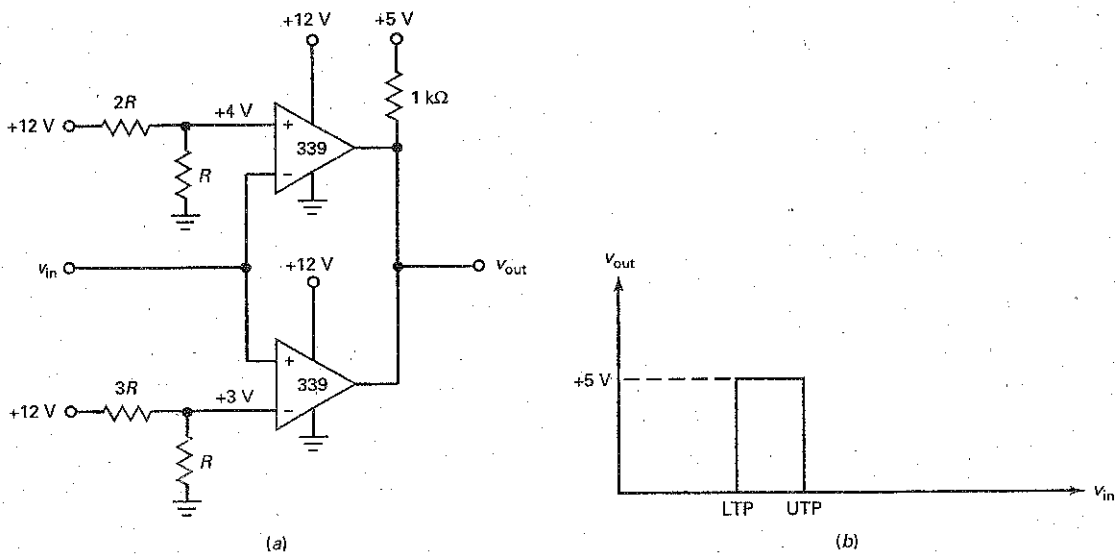 +12 V
+5 V
1 kΩ
2R
+4 V
+12 V
+
339
−
R
v_in
+12 V
v_out
+
339
−
3R
+3 V
+12 V
R
(a)
v_out
+5 V
LTP
UTP
v_in
(b)